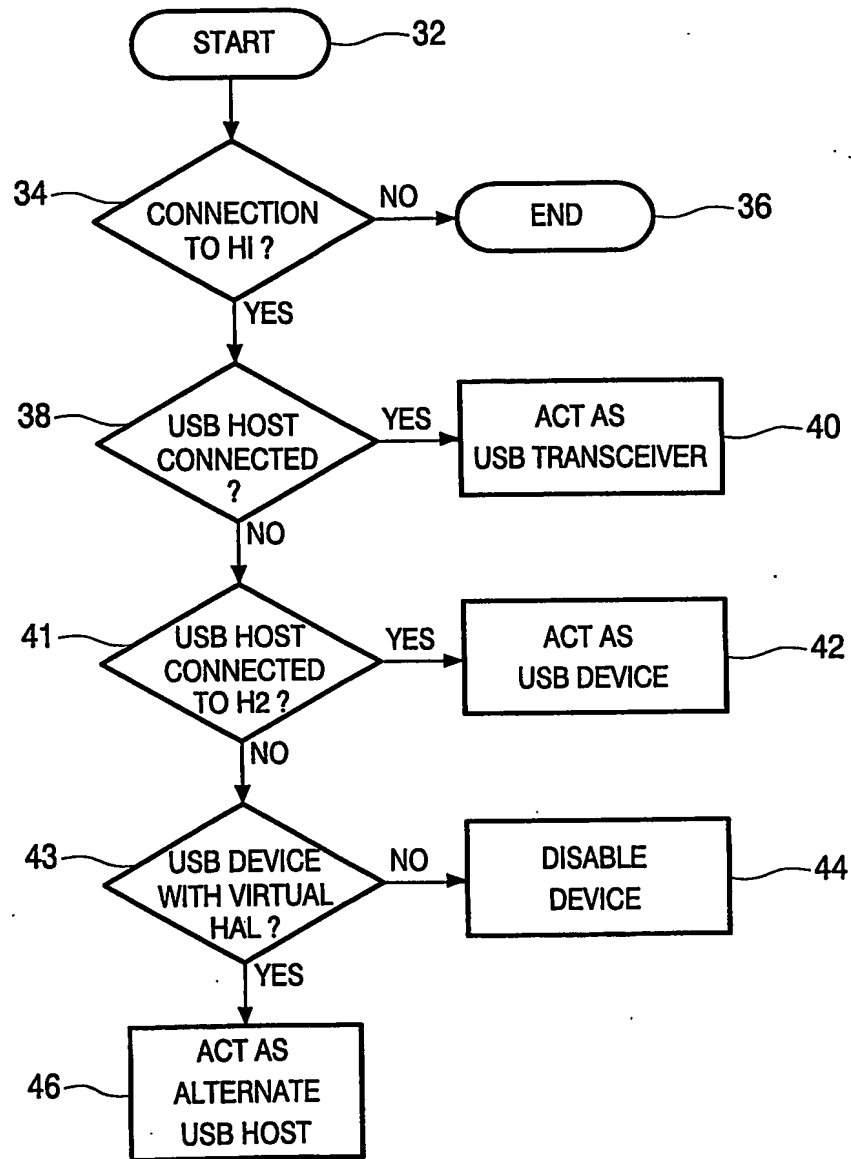 START
32
34
CONNECTION
TO HI ?
NO
END
36
YES
38
USB HOST
CONNECTED
?
YES
ACT AS
USB TRANSCEIVER
40
NO
41
USB HOST
CONNECTED
TO H2 ?
YES
ACT AS
USB DEVICE
42
NO
43
USB DEVICE
WITH VIRTUAL
HAL ?
NO
DISABLE
DEVICE
44
YES
46
ACT AS
ALTERNATE
USB HOST